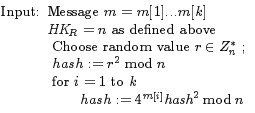 Input: Message m = m[1]...m[k]
HK_R = n as defined above
Choose random value r ∈ Z_n^* ;
hash := r^2 mod n
for i = 1 to k
hash := 4^{m[i]} hash^2 mod n